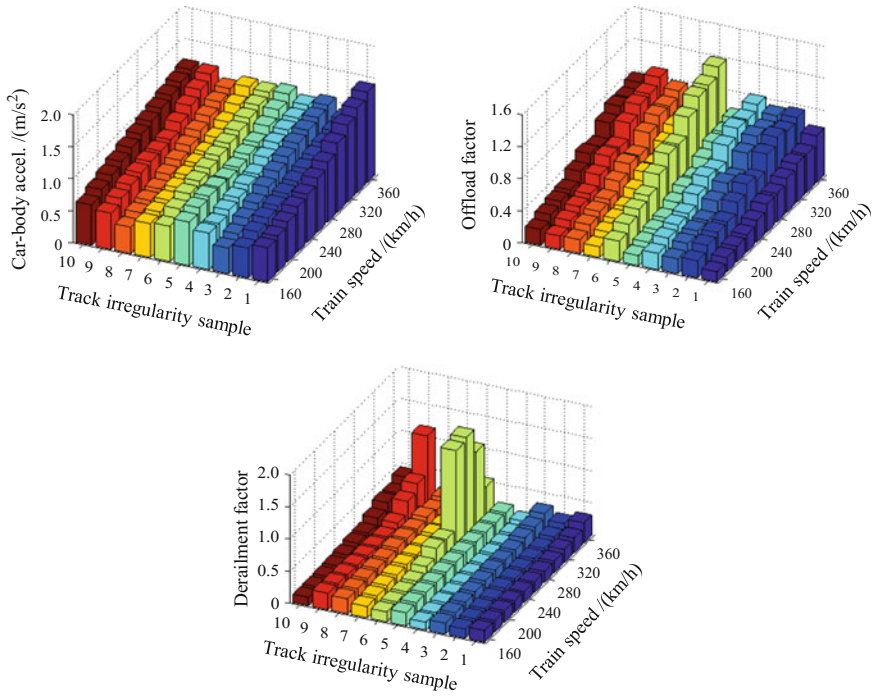 2.0
1.5
1.0
0.5
0
Car-body accel. /(m/s²)
10 9 8 7 6 5 4 3 2 1
Track irregularity sample
160 200 240 280 320 360
Train speed /(km/h)
1.6
1.2
0.8
0.4
0
Offload factor
10 9 8 7 6 5 4 3 2 1
Track irregularity sample
160 200 240 280 320 360
Train speed /(km/h)
2.0
1.5
1.0
0.5
0
Derailment factor
10 9 8 7 6 5 4 3 2 1
Track irregularity sample
160 200 240 280 320 360
Train speed /(km/h)